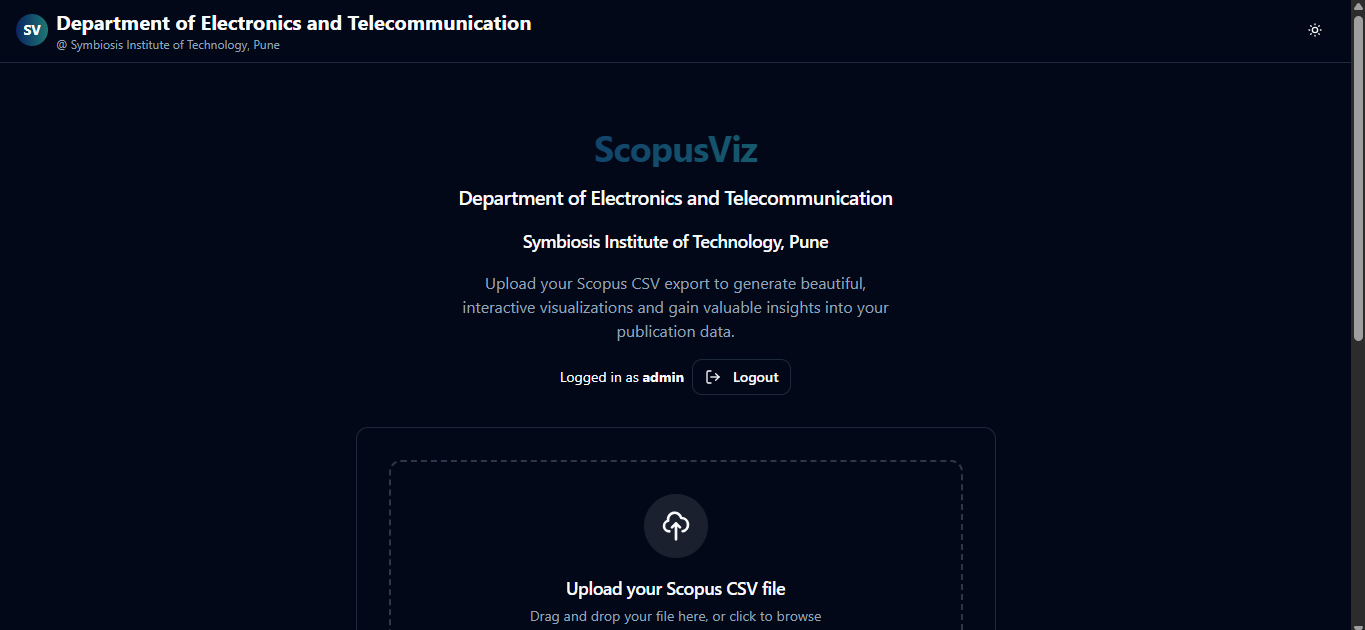 SV
Department of Electronics and Telecommunication
@ Symbiosis Institute of Technology, Pune
ScopusViz
Department of Electronics and Telecommunication
Symbiosis Institute of Technology, Pune
Upload your Scopus CSV export to generate beautiful,
interactive visualizations and gain valuable insights into your
publication data.
Logged in as admin
Logout
Upload your Scopus CSV file
Drag and drop your file here, or click to browse